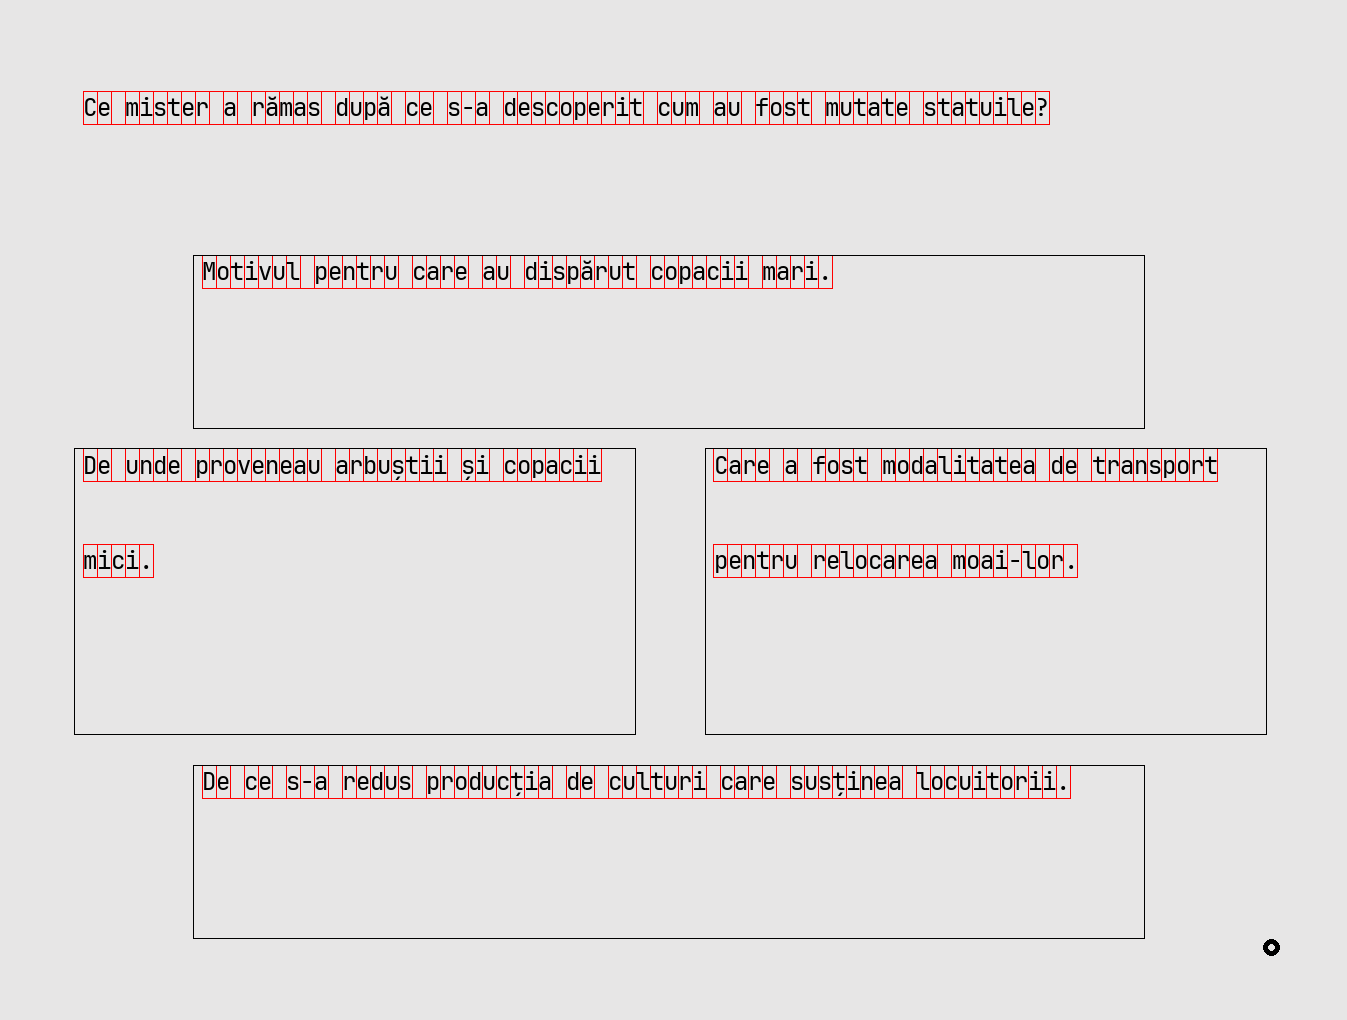 Ce mister a rămas după ce s-a descoperit cum au fost mutate statuile?
Motivul pentru care au dispărut copacii mari.
De unde proveneau arbuștii și copacii
mici.
Care a fost modalitatea de transport
pentru relocarea moai-lor.
De ce s-a redus producția de culturi care susținea locuitorii.